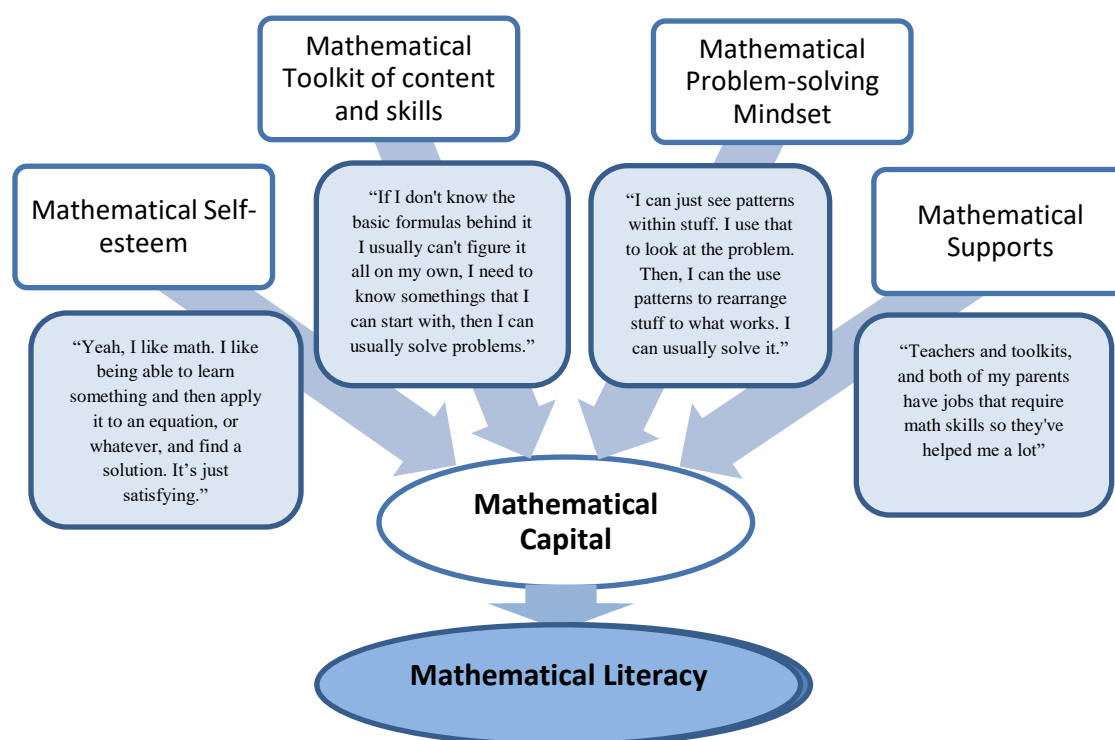 Mathematical
Toolkit of content
and skills
Mathematical
Problem-solving
Mindset
Mathematical Self-
esteem
Mathematical
Supports
“If I don't know the
basic formulas behind it
I usually can't figure it
all on my own, I need to
know somethings that I
can start with, then I can
usually solve problems.”
“I can just see patterns
within stuff. I use that
to look at the problem.
Then, I can the use
patterns to rearrange
stuff to what works. I
can usually solve it.”
“Yeah, I like math. I like
being able to learn
something and then apply
it to an equation, or
whatever, and find a
solution. It’s just
satisfying.”
“Teachers and toolkits,
and both of my parents
have jobs that require
math skills so they've
helped me a lot”
Mathematical
Capital
Mathematical Literacy